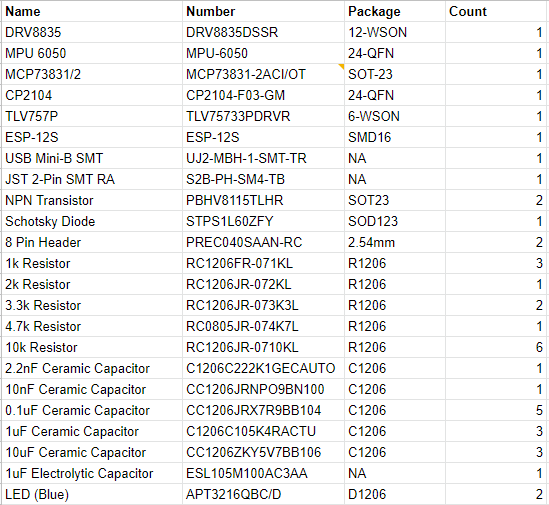 Name Number Package Count
DRV8835 DRV8835DSSR 12-WSON 1
MPU 6050 MPU-6050 24-QFN 1
MCP73831/2 MCP73831-2ACI/OT SOT-23 1
CP2104 CP2104-F03-GM 24-QFN 1
TLV757P TLV75733PDRVR 6-WSON 1
ESP-12S ESP-12S SMD16 1
USB Mini-B SMT UJ2-MBH-1-SMT-TR NA 1
JST 2-Pin SMT RA S2B-PH-SM4-TB NA 1
NPN Transistor PBHV8115TLHR SOT23 2
Schotsky Diode STPS1L60ZFY SOD123 1
8 Pin Header PREC040SAAN-RC 2.54mm 2
1k Resistor RC1206FR-071KL R1206 3
2k Resistor RC1206JR-072KL R1206 1
3.3k Resistor RC1206JR-073K3L R1206 2
4.7k Resistor RC0805JR-074K7L R1206 1
10k Resistor RC1206JR-0710KL R1206 6
2.2nF Ceramic Capacitor C1206C222K1GECAUTO C1206 1
10nF Ceramic Capacitor CC1206JRNPO9BN100 C1206 1
0.1uF Ceramic Capacitor CC1206JRX7R9BB104 C1206 5
1uF Ceramic Capacitor C1206C105K4RACTU C1206 3
10uF Ceramic Capacitor CC1206ZKY5V7BB106 C1206 3
1uF Electrolytic Capacitor ESL105M100AC3AA NA 1
LED (Blue) APT3216QBC/D D1206 2